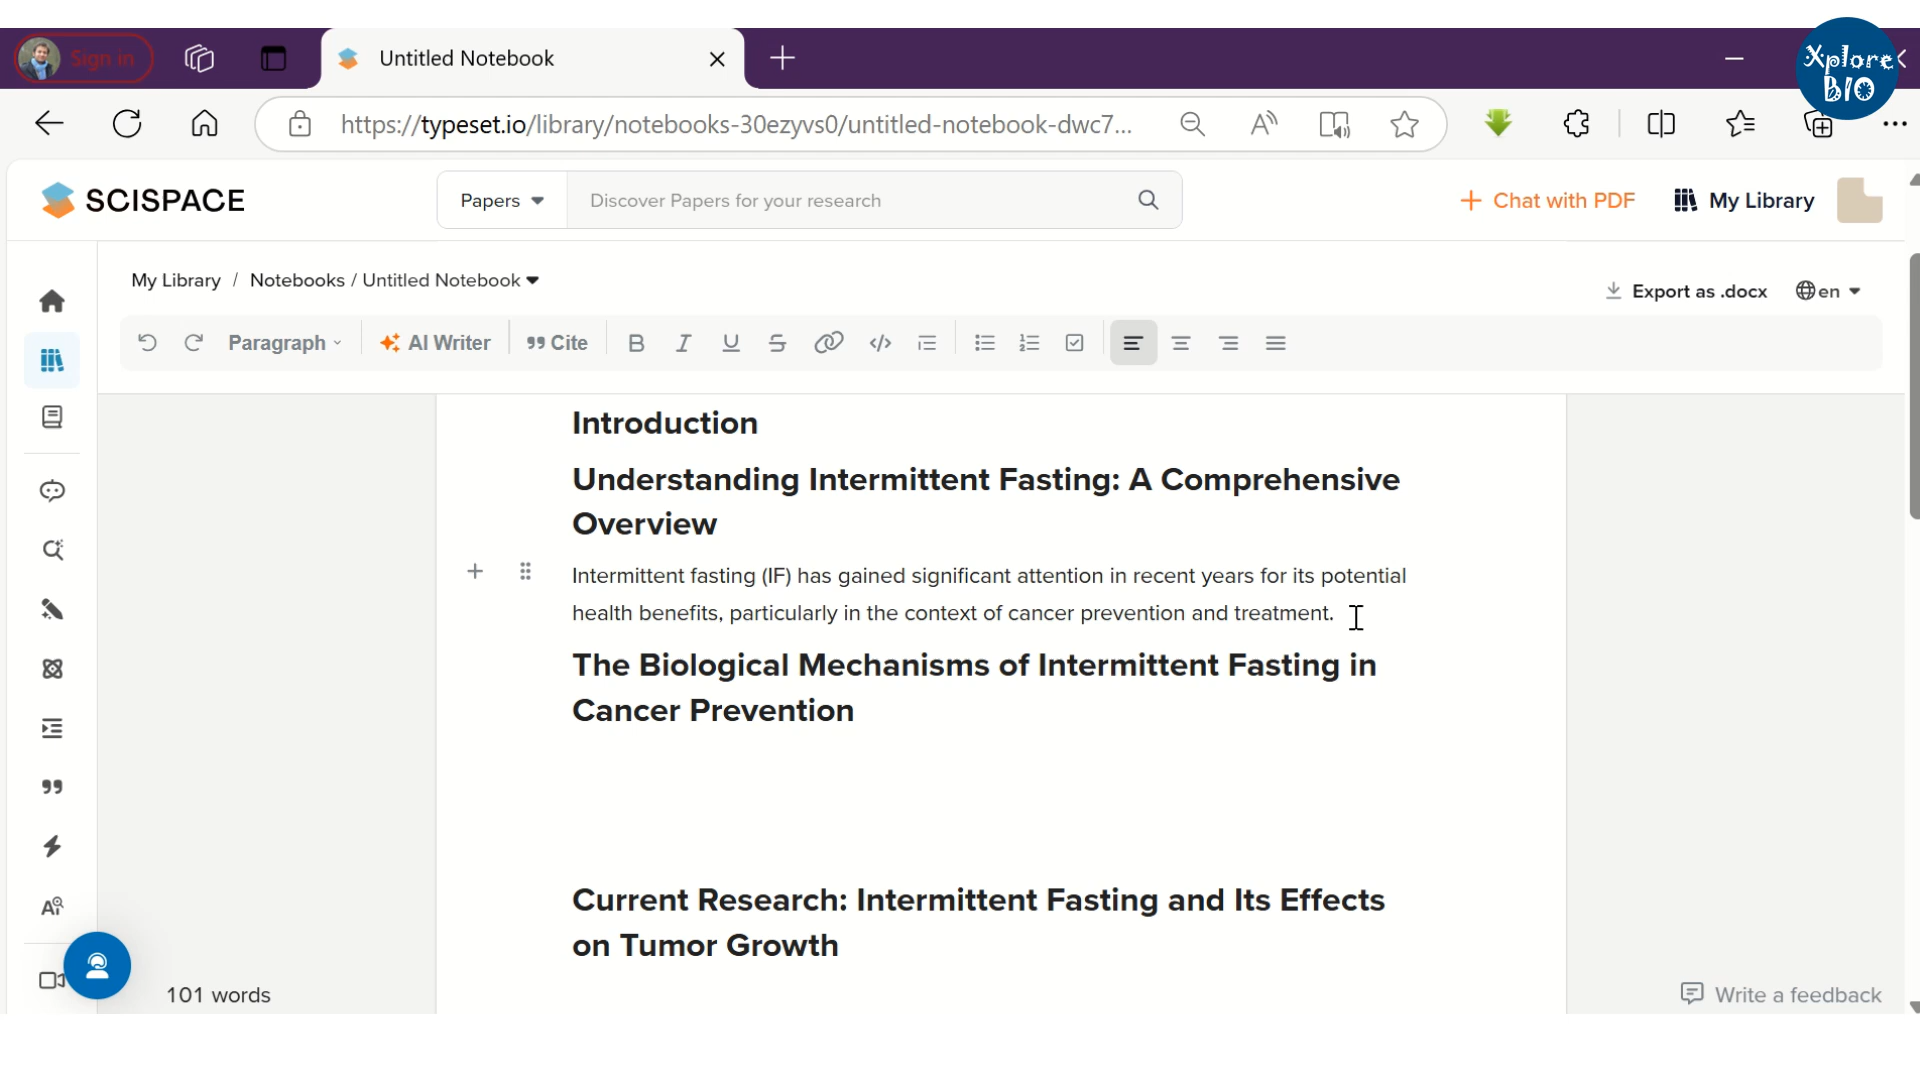 Sign in
Untitled Notebook
Xplore
BIO
https://typeset.io/library/notebooks-30ezyvs0/untitled-notebook-dwc7...
SCISPACE
Papers
Discover Papers for your research
Chat with PDF
My Library
My Library / Notebooks / Untitled Notebook
Export as .docx
en
Paragraph
AI Writer
Cite
Introduction
Understanding Intermittent Fasting: A Comprehensive
Overview
Intermittent fasting (IF) has gained significant attention in recent years for its potential
health benefits, particularly in the context of cancer prevention and treatment.
The Biological Mechanisms of Intermittent Fasting in
Cancer Prevention
Current Research: Intermittent Fasting and Its Effects
on Tumor Growth
101 words
Write a feedback